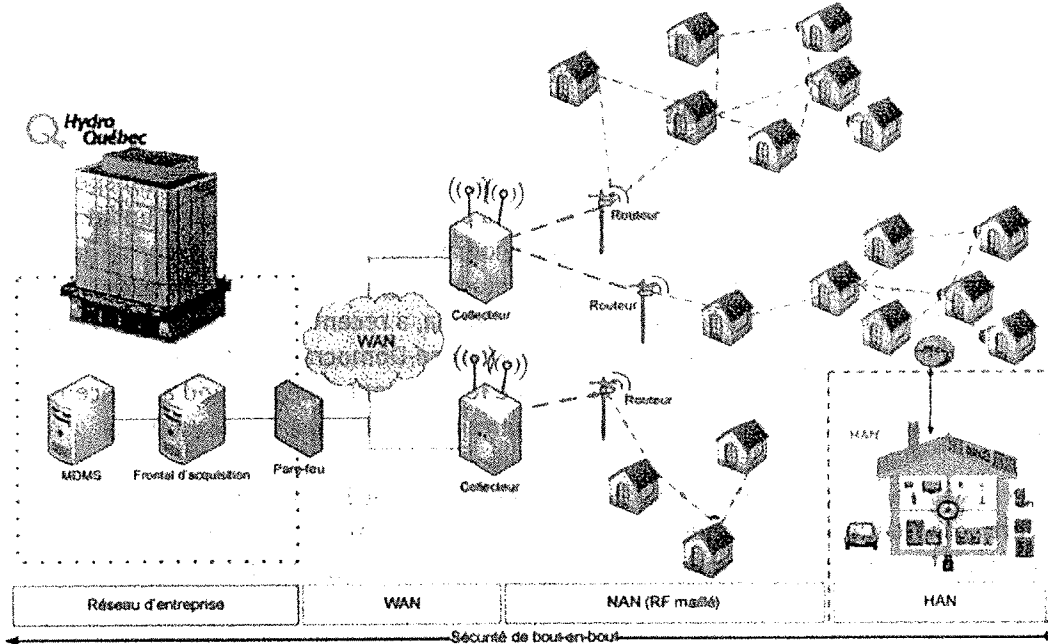 Hydro
Québec
Routeur
Routeur
Collecteur
WAN
Routeur
HAN
MDMS
Frontal d'acquisition
Pare-feu
Collecteur
Réseau d'entreprise
WAN
NAN (RF maillé)
HAN
Sécurité de bout-en-bout